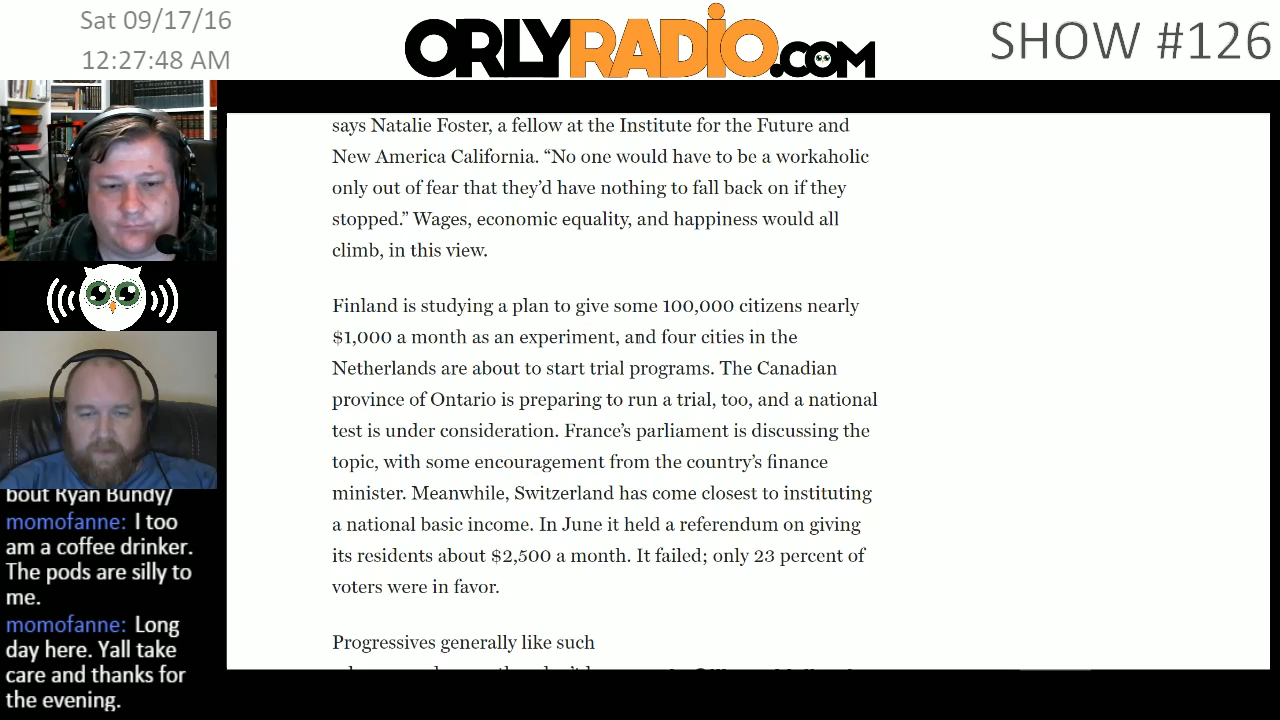 Sat 09/17/16
12:27:48 AM
ORLYRADIO.COM
SHOW #126
says Natalie Foster, a fellow at the Institute for the Future and
New America California. “No one would have to be a workaholic
only out of fear that they’d have nothing to fall back on if they
stopped.” Wages, economic equality, and happiness would all
climb, in this view.
Finland is studying a plan to give some 100,000 citizens nearly
$1,000 a month as an experiment, and four cities in the
Netherlands are about to start trial programs. The Canadian
province of Ontario is preparing to run a trial, too, and a national
test is under consideration. France’s parliament is discussing the
topic, with some encouragement from the country’s finance
minister. Meanwhile, Switzerland has come closest to instituting
a national basic income. In June it held a referendum on giving
its residents about $2,500 a month. It failed; only 23 percent of
voters were in favor.
Progressives generally like such
bout Ryan Bundy/
momofanne: I too
am a coffee drinker.
The pods are silly to
me.
momofanne: Long
day here. Yall take
care and thanks for
the evening.